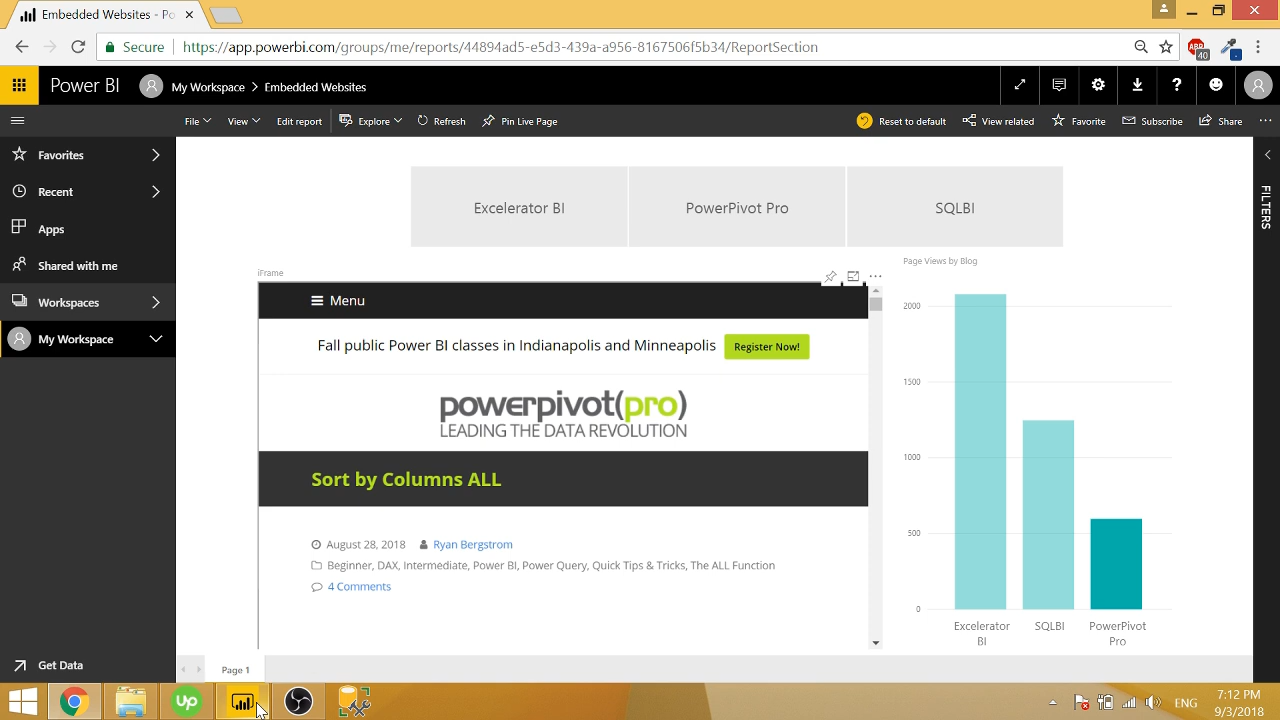 Embedded Websites - Po
Secure
https://app.powerbi.com/groups/me/reports/44894ad5-e5d3-439a-a956-8167506f5b34/ReportSection
ABP
40
Power BI
My Workspace > Embedded Websites
File
View
Edit report
Explore
Refresh
Pin Live Page
Reset to default
View related
Favorite
Subscribe
Share
Favorites
Recent
Apps
Shared with me
Workspaces
My Workspace
Get Data
Excelerator BI
PowerPivot Pro
SQLBI
iFrame
Menu
Fall public Power BI classes in Indianapolis and Minneapolis
Register Now!
powerpivot(pro)
LEADING THE DATA REVOLUTION
Sort by Columns ALL
August 28, 2018
Ryan Bergstrom
Beginner, DAX, Intermediate, Power BI, Power Query, Quick Tips & Tricks, The ALL Function
4 Comments
Page Views by Blog
2000
1500
1000
500
0
Excelerator
BI
SQLBI
PowerPivot
Pro
FILTERS
Page 1
Up
ENG
7:12 PM
9/3/2018